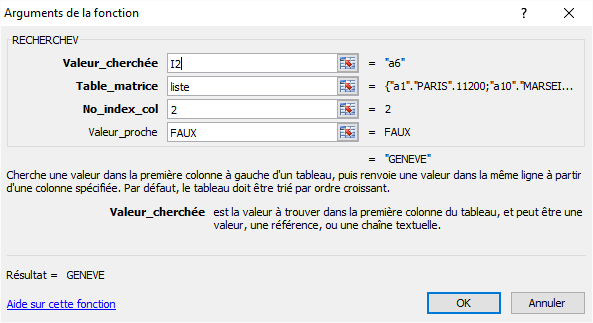 Arguments de la fonction ? ×
RECHERCHEV
Valeur_cherchée I2 = "a6"
Table_matrice liste = {"a1"."PARIS".11200;"a10"."MARSEI...
No_index_col 2 = 2
Valeur_proche FAUX = FAUX
= "GENEVE"
Cherche une valeur dans la première colonne à gauche d'un tableau, puis renvoie une valeur dans la même ligne à partir
d'une colonne spécifiée. Par défaut, le tableau doit être trié par ordre croissant.
Valeur_cherchée est la valeur à trouver dans la première colonne du tableau, et peut être une
valeur, une référence, ou une chaîne textuelle.
Résultat = GENEVE
Aide sur cette fonction OK Annuler